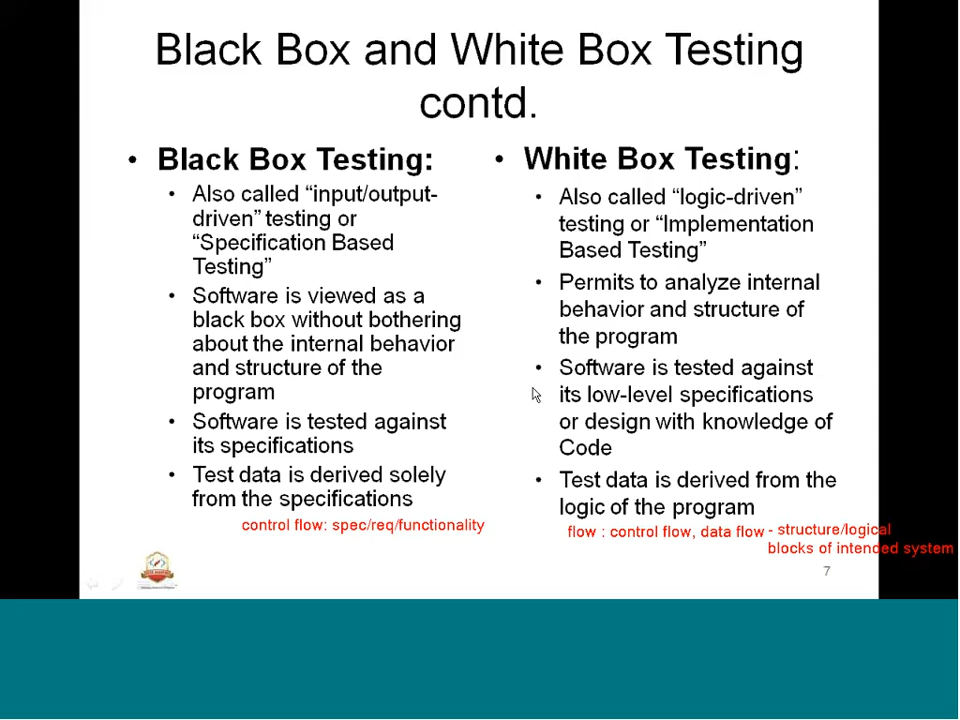 Black Box and White Box Testing
contd.
• Black Box Testing:
• Also called “input/output-
driven” testing or
“Specification Based
Testing”
• Software is viewed as a
black box without bothering
about the internal behavior
and structure of the
program
• Software is tested against
its specifications
• Test data is derived solely
from the specifications
control flow: spec/req/functionality
• White Box Testing:
• Also called “logic-driven”
testing or “Implementation
Based Testing”
• Permits to analyze internal
behavior and structure of
the program
• Software is tested against
its low-level specifications
or design with knowledge of
Code
• Test data is derived from the
logic of the program
flow : control flow, data flow - structure/logical
blocks of intended system
7